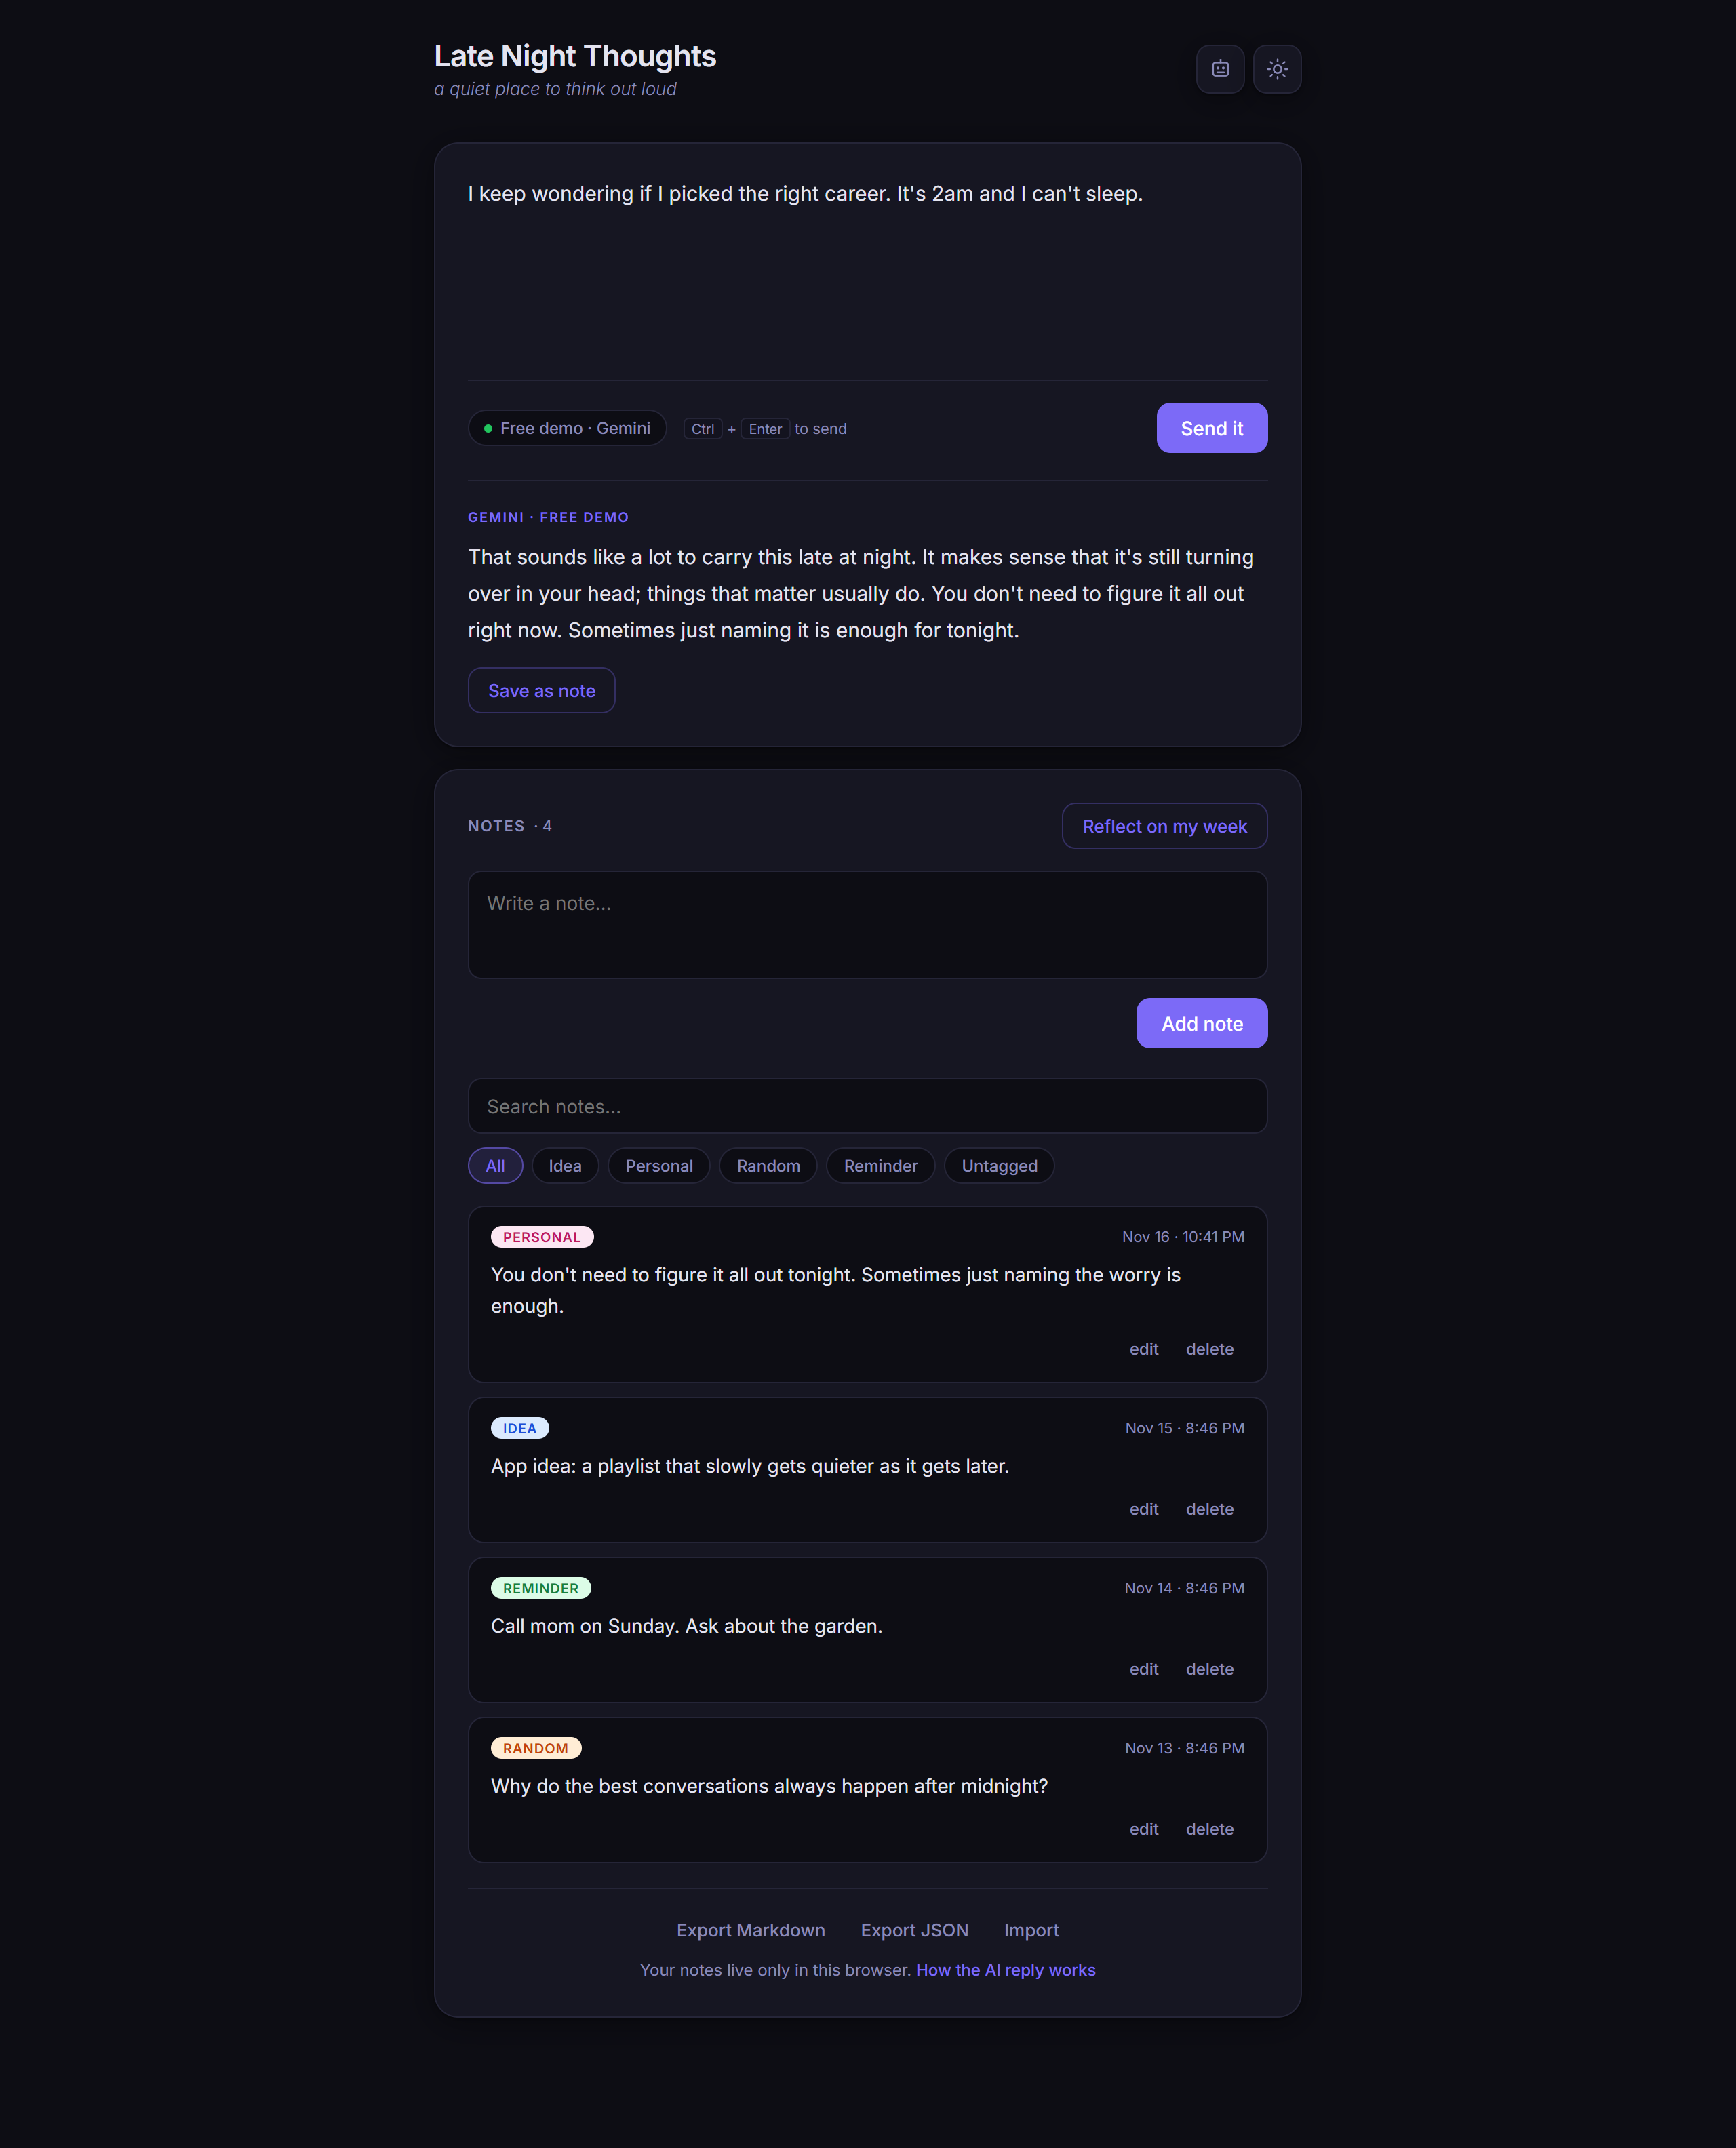 Late Night Thoughts
a quiet place to think out loud
I keep wondering if I picked the right career. It's 2am and I can't sleep.
Free demo · Gemini
Ctrl + Enter to send
Send it
GEMINI · FREE DEMO
That sounds like a lot to carry this late at night. It makes sense that it's still turning
over in your head; things that matter usually do. You don't need to figure it all out
right now. Sometimes just naming it is enough for tonight.
Save as note
NOTES · 4
Reflect on my week
Write a note...
Add note
Search notes...
All Idea Personal Random Reminder Untagged
PERSONAL Nov 16 · 10:41 PM
You don't need to figure it all out tonight. Sometimes just naming the worry is
enough.
edit delete
IDEA Nov 15 · 8:46 PM
App idea: a playlist that slowly gets quieter as it gets later.
edit delete
REMINDER Nov 14 · 8:46 PM
Call mom on Sunday. Ask about the garden.
edit delete
RANDOM Nov 13 · 8:46 PM
Why do the best conversations always happen after midnight?
edit delete
Export Markdown Export JSON Import
Your notes live only in this browser. How the AI reply works